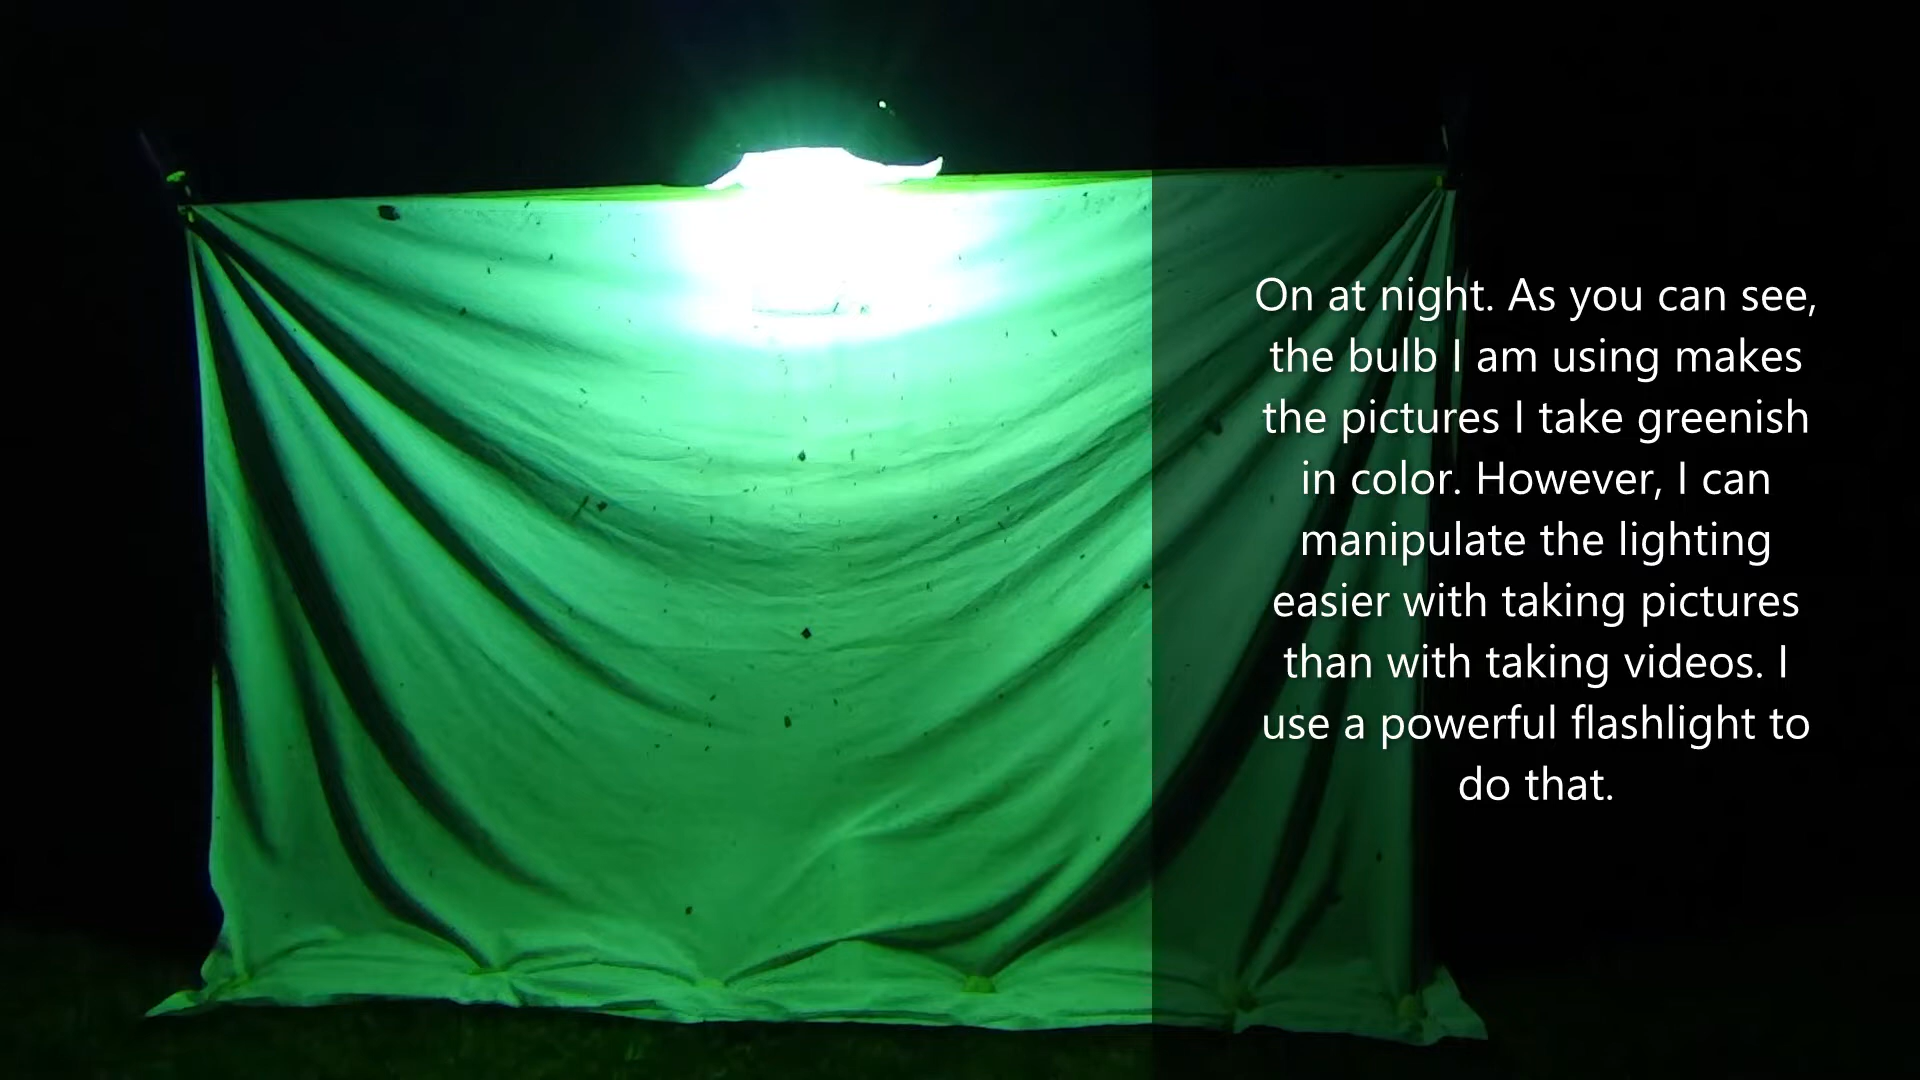 On at night. As you can see,
the bulb I am using makes
the pictures I take greenish
in color. However, I can
manipulate the lighting
easier with taking pictures
than with taking videos. I
use a powerful flashlight to
do that.